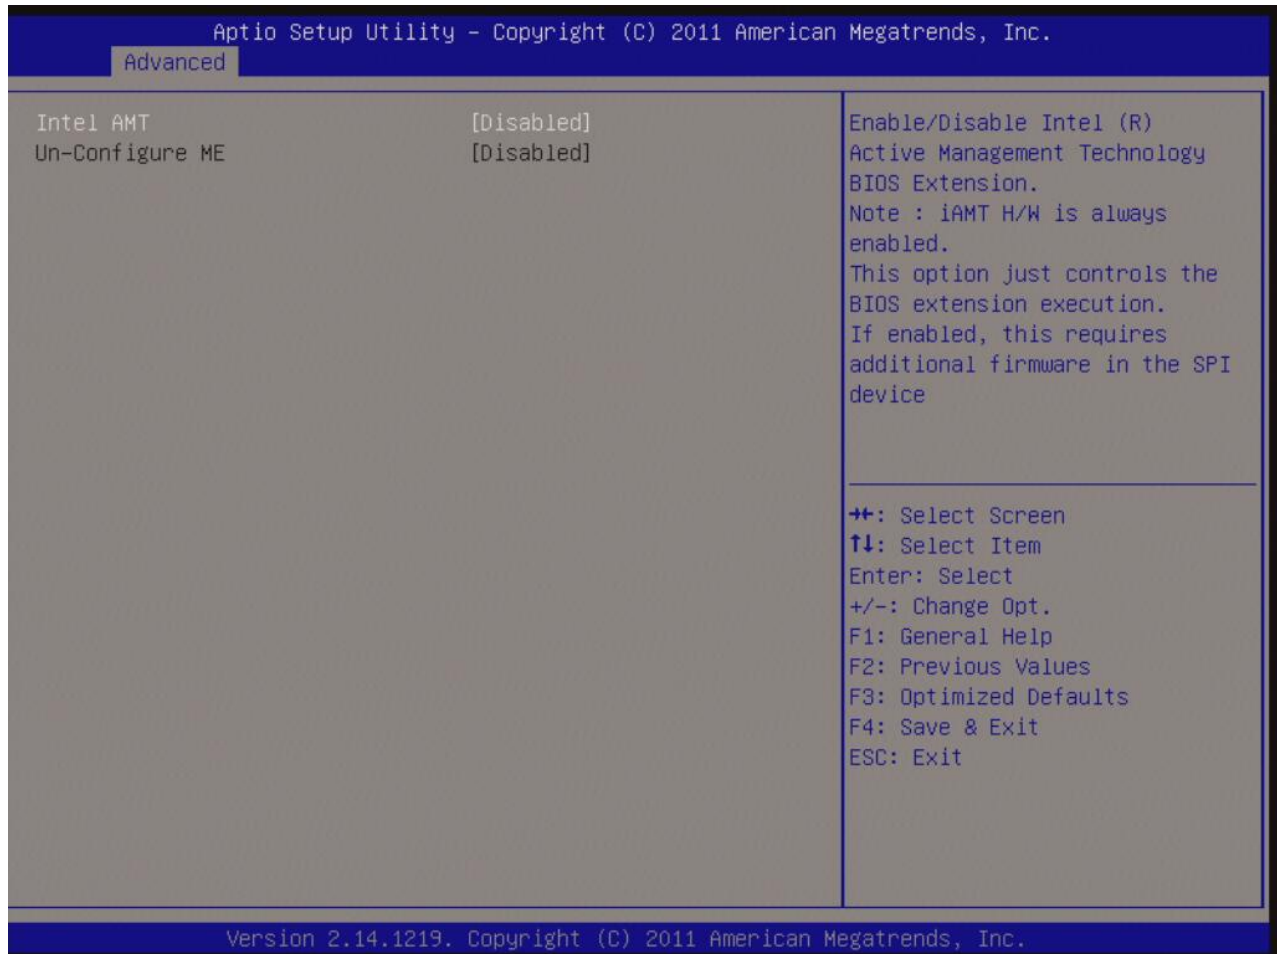 Aptio Setup Utility – Copyright (C) 2011 American Megatrends, Inc.
Advanced
Intel AMT [Disabled]
Un-Configure ME [Disabled]
Enable/Disable Intel (R)
Active Management Technology
BIOS Extension.
Note : iAMT H/W is always
enabled.
This option just controls the
BIOS extension execution.
If enabled, this requires
additional firmware in the SPI
device
→←: Select Screen
↑↓: Select Item
Enter: Select
+/-: Change Opt.
F1: General Help
F2: Previous Values
F3: Optimized Defaults
F4: Save & Exit
ESC: Exit
Version 2.14.1219. Copyright (C) 2011 American Megatrends, Inc.